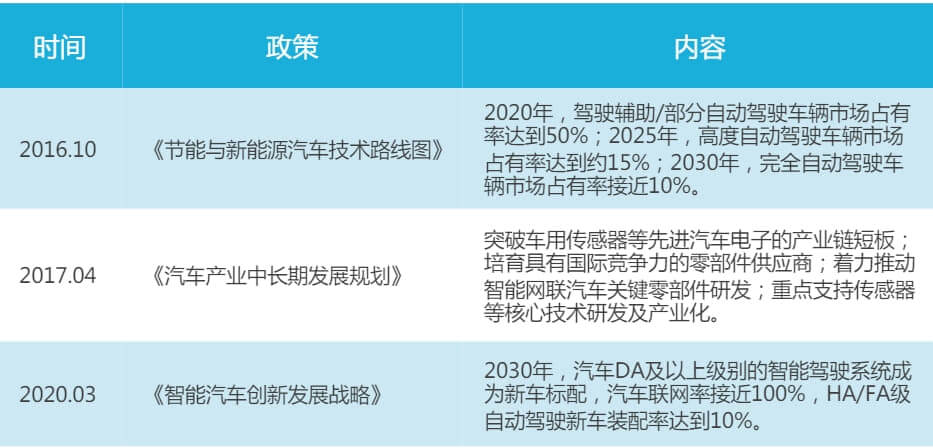 时间
政策
内容
2016.10
《节能与新能源汽车技术路线图》
2020年，驾驶辅助/部分自动驾驶车辆市场占有
率达到50%；2025年，高度自动驾驶车辆市场
占有率达到约15%；2030年，完全自动驾驶车
辆市场占有率接近10%。
2017.04
《汽车产业中长期发展规划》
突破车用传感器等先进汽车电子的产业链短板；
培育具有国际竞争力的零部件供应商；着力推动
智能网联汽车关键零部件研发；重点支持传感器
等核心技术研发及产业化。
2020.03
《智能汽车创新发展战略》
2030年，汽车DA及以上级别的智能驾驶系统成
为新车标配，汽车联网率接近100%，HA/FA级
自动驾驶新车装配率达到10%。